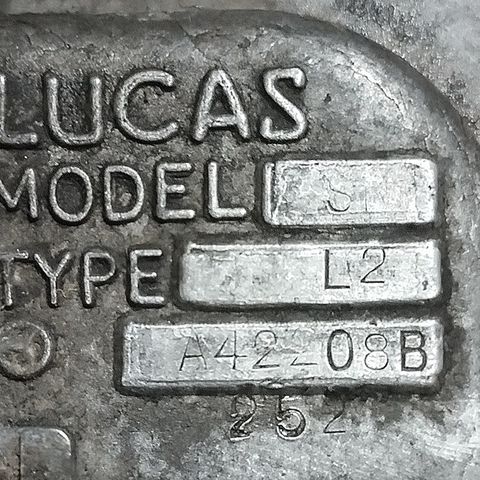 LUCAS
MODEL S
TYPE L2
A42208B
252